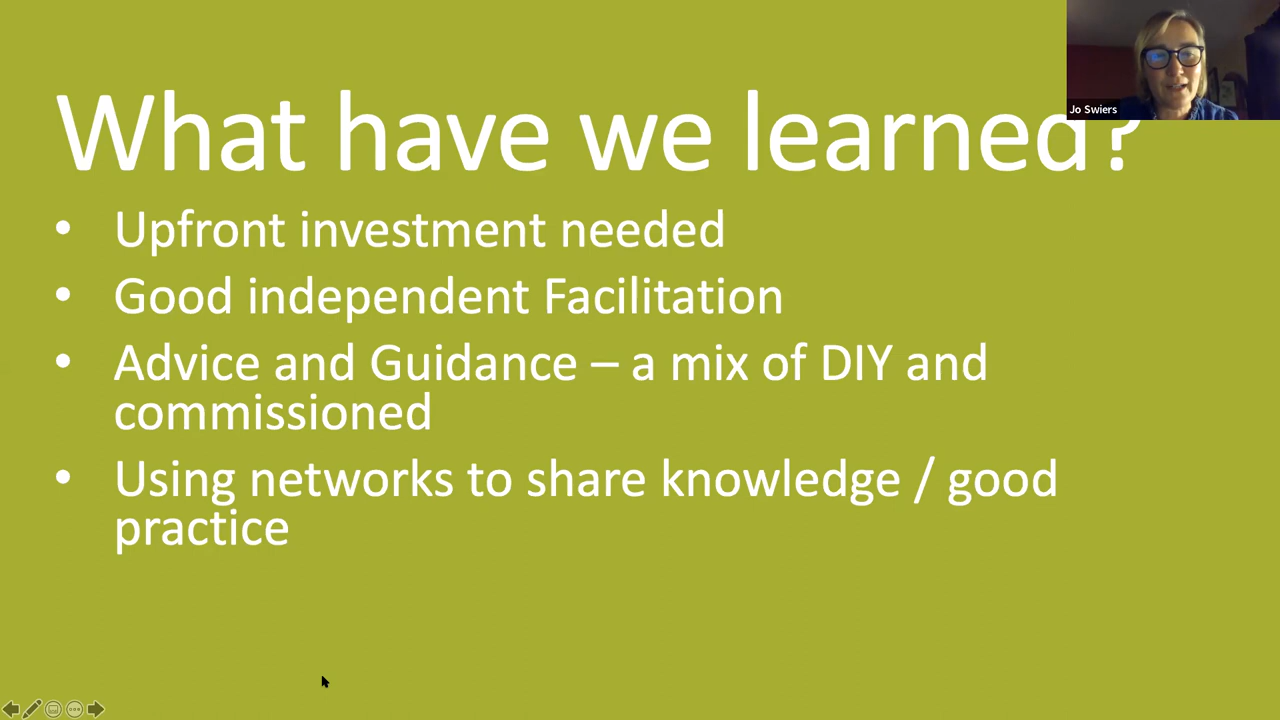 What have we learned?
Jo Swiers
• Upfront investment needed
• Good independent Facilitation
• Advice and Guidance – a mix of DIY and
commissioned
• Using networks to share knowledge / good
practice